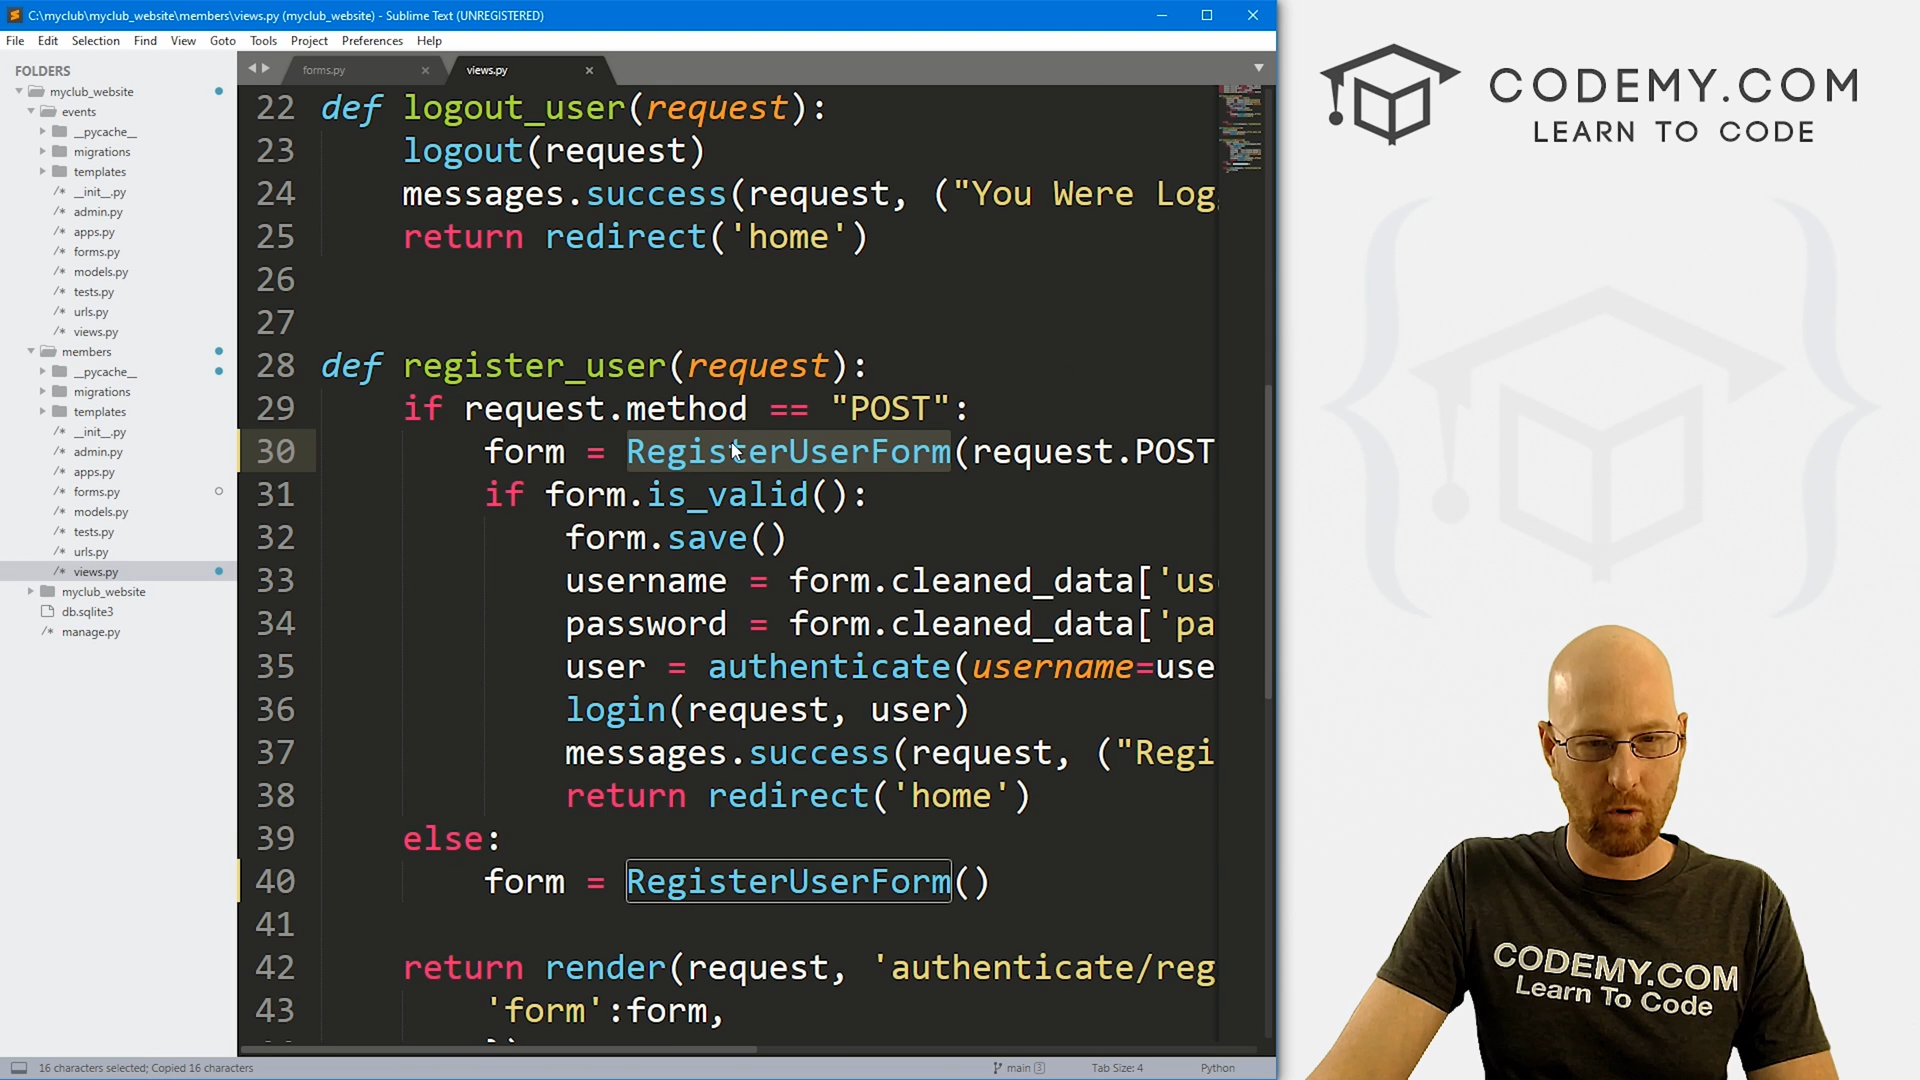 C:\myclub\myclub_website\members\views.py (myclub_website) - Sublime Text (UNREGISTERED)
File Edit Selection Find View Goto Tools Project Preferences Help
FOLDERS
myclub_website
events
__pycache__
migrations
templates
__init__.py
admin.py
apps.py
forms.py
models.py
tests.py
urls.py
views.py
members
__pycache__
migrations
templates
__init__.py
admin.py
apps.py
forms.py
models.py
tests.py
urls.py
views.py
myclub_website
db.sqlite3
manage.py
forms.py views.py
22 def logout_user(request):
23 logout(request)
24 messages.success(request, ("You Were Log
25 return redirect('home')
26
27
28 def register_user(request):
29 if request.method == "POST":
30 form = RegisterUserForm(request.POST
31 if form.is_valid():
32 form.save()
33 username = form.cleaned_data['us
34 password = form.cleaned_data['pa
35 user = authenticate(username=use
36 login(request, user)
37 messages.success(request, ("Regi
38 return redirect('home')
39 else:
40 form = RegisterUserForm()
41
42 return render(request, 'authenticate/reg
43 'form':form,
16 characters selected; Copied 16 characters
main 3
Tab Size: 4
Python
CODEMY.COM
LEARN TO CODE
CODEMY.COM
Learn To Code